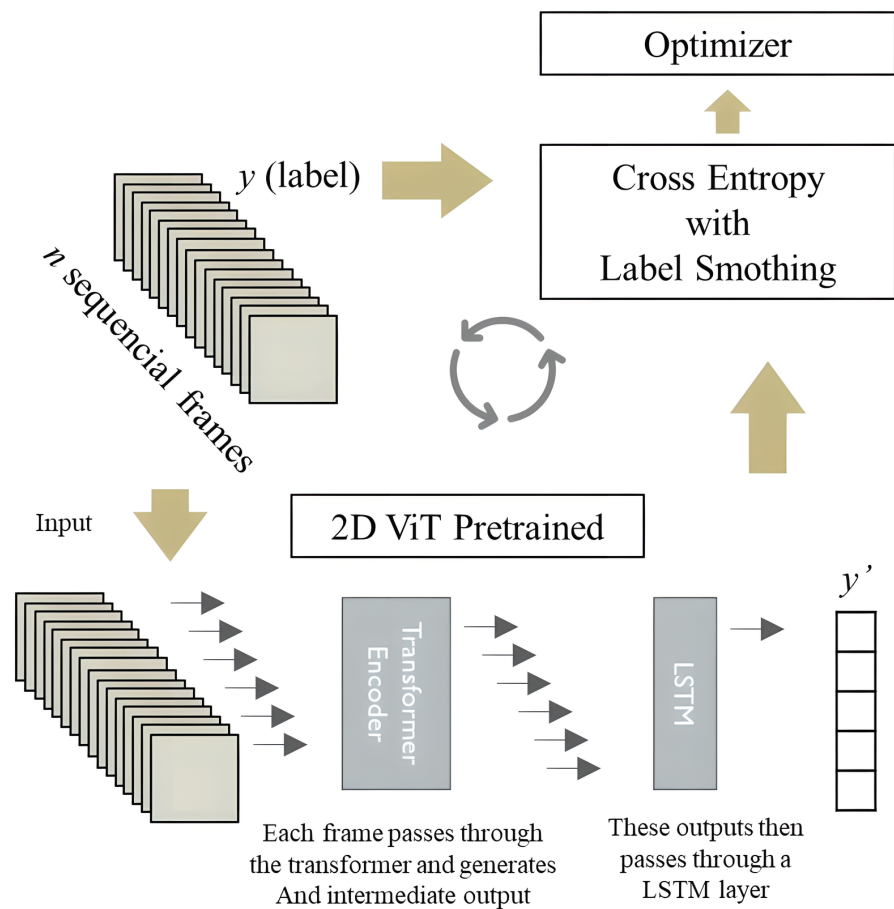 Optimizer
y (label)
Cross Entropy
with
Label Smothing
n sequencial frames
Input
2D ViT Pretrained
y’
Transformer
Encoder
LSTM
Each frame passes through
the transformer and generates
And intermediate output
These outputs then
passes through a
LSTM layer